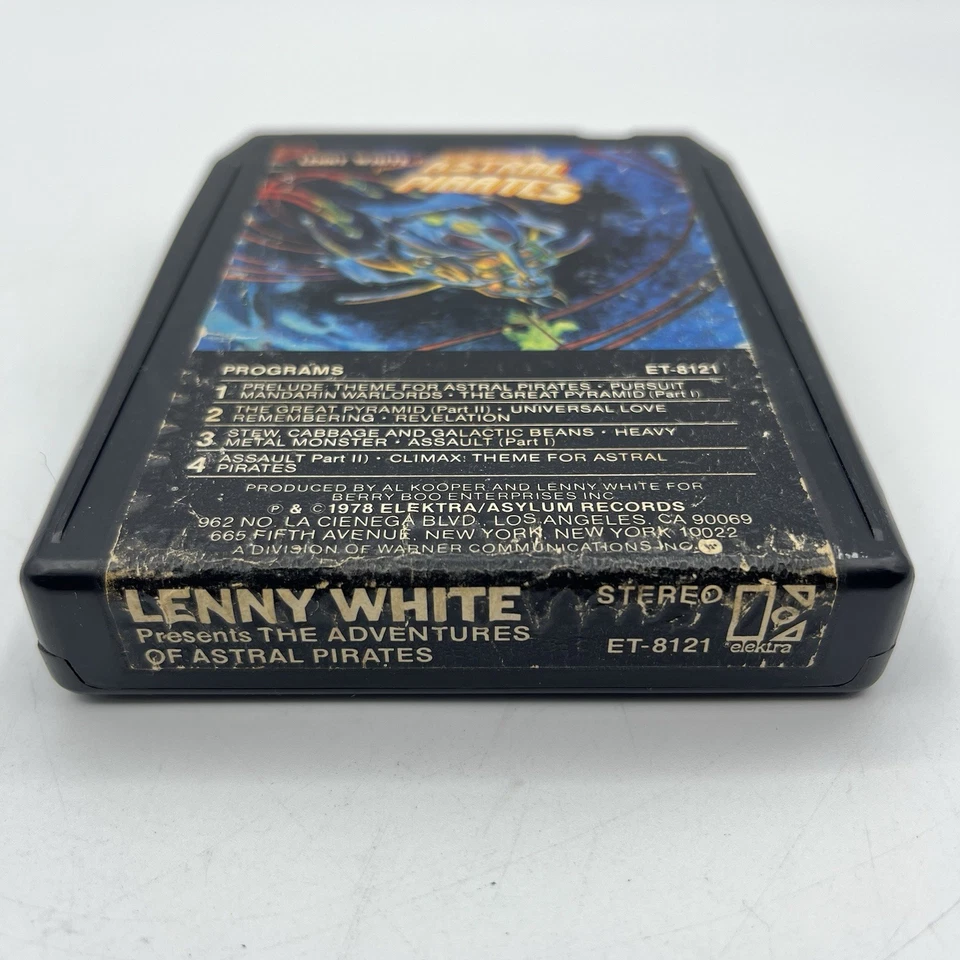 ASTRAL
PIRATES
PROGRAMS ET-8121
1 PRELUDE: THEME FOR ASTRAL PIRATES • PURSUIT
MANDARIN WARLORDS • THE GREAT PYRAMID (Part I)
2 THE GREAT PYRAMID (Part II) • UNIVERSAL LOVE
REMEMBERING • REVELATION
3 STEW, CABBAGE AND GALACTIC BEANS • HEAVY
METAL MONSTER • ASSAULT (Part I)
4 ASSAULT Part II) • CLIMAX: THEME FOR ASTRAL
PIRATES
PRODUCED BY AL KOOPER AND LENNY WHITE FOR
BERRY BOO ENTERPRISES INC
℗ & © 1978 ELEKTRA/ASYLUM RECORDS
962 NO. LA CIENEGA BLVD., LOS ANGELES, CA 90069
665 FIFTH AVENUE, NEW YORK, NEW YORK 10022
A DIVISION OF WARNER COMMUNICATIONS INC.
LENNY WHITE STEREO
Presents THE ADVENTURES
OF ASTRAL PIRATES ET-8121 elektra